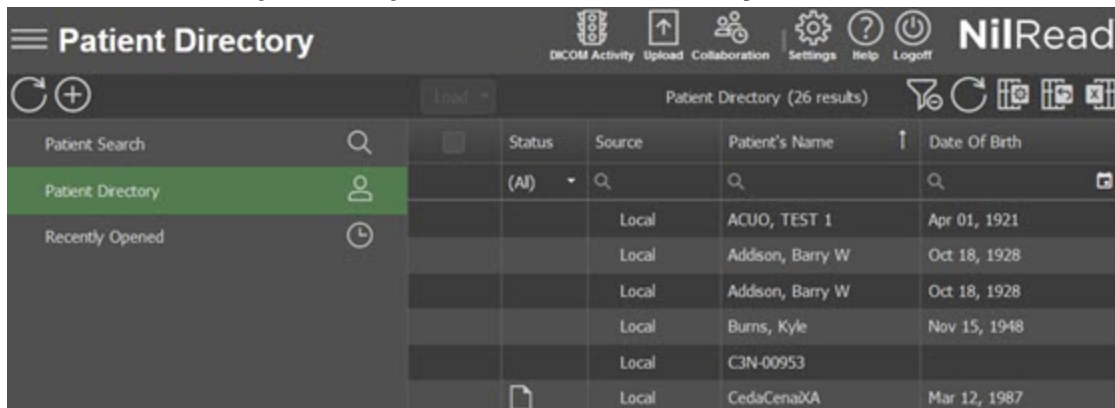 Patient Directory
DICOM Activity Upload Collaboration Settings Help Logoff NilRead
Load Patient Directory (26 results)
Patient Search
Patient Directory
Recently Opened
Status Source Patient's Name Date Of Birth
(All)
Local ACUO, TEST 1 Apr 01, 1921
Local Addison, Barry W Oct 18, 1928
Local Addison, Barry W Oct 18, 1928
Local Burns, Kyle Nov 15, 1948
Local C3N-00953
Local CedaCenaiXA Mar 12, 1987